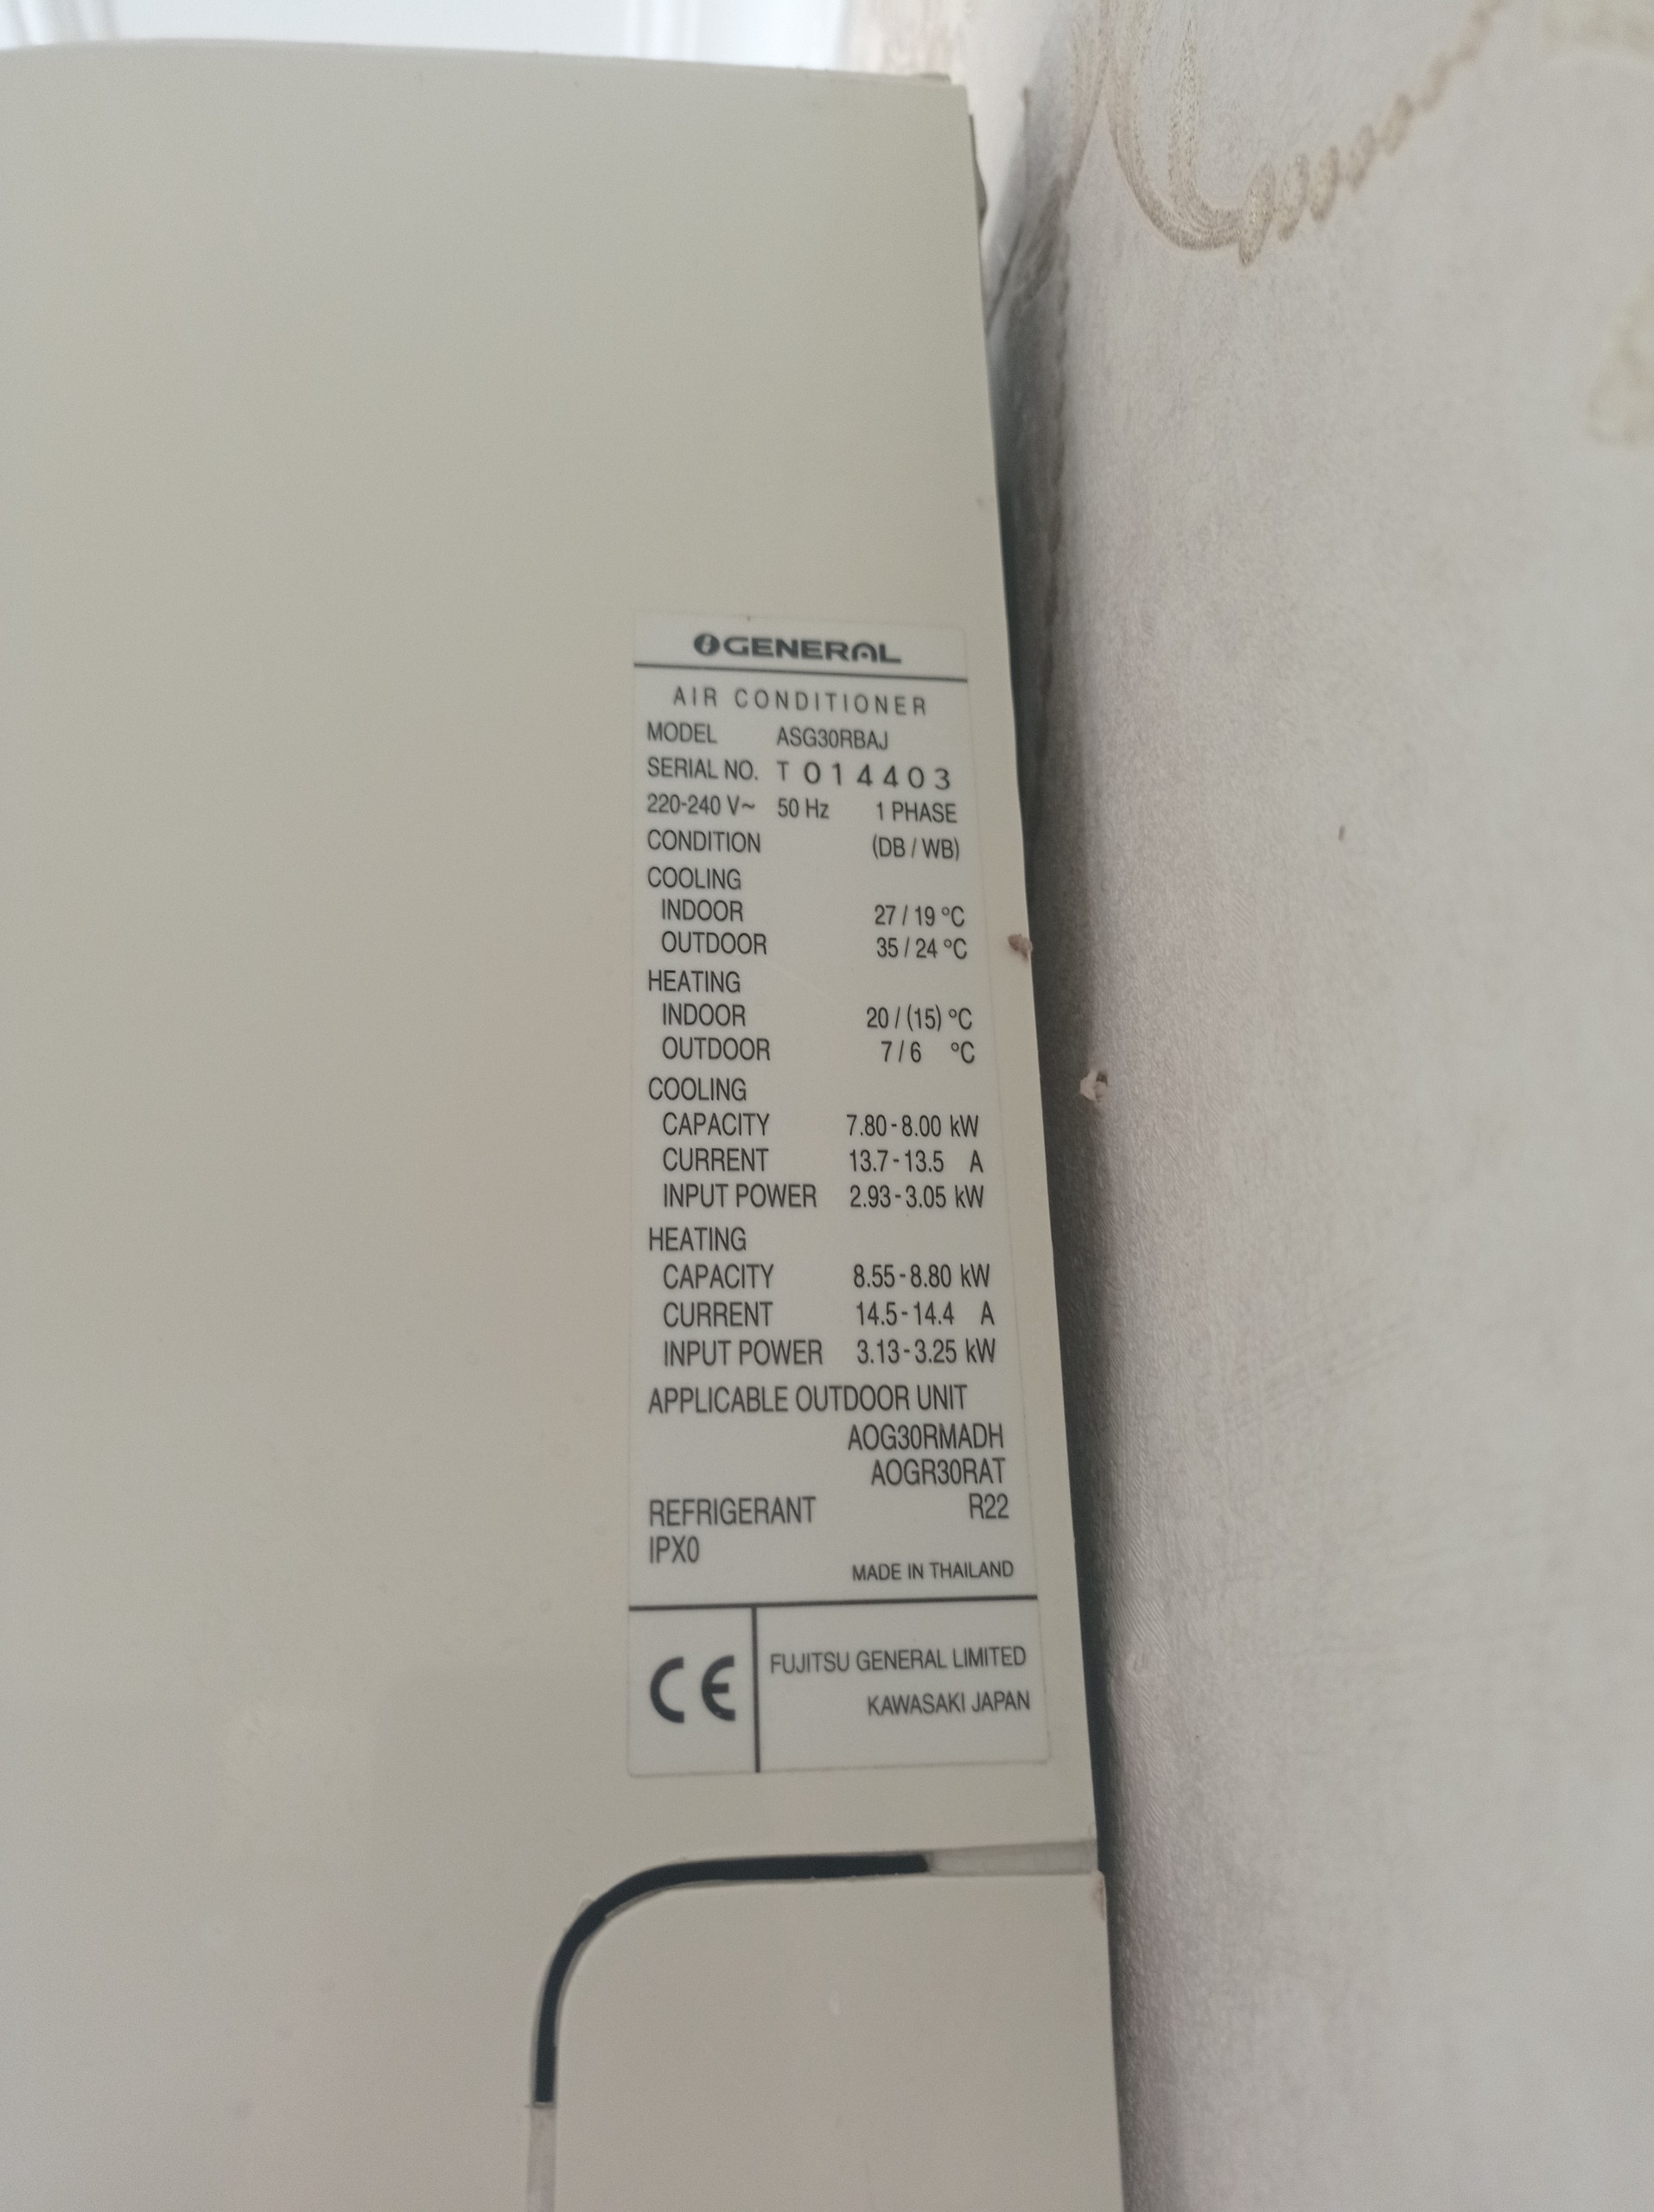 GENERAL
AIR CONDITIONER
MODEL ASG30RBAJ
SERIAL NO. T 014403
220-240 V~ 50 Hz 1 PHASE
CONDITION (DB / WB)
COOLING
INDOOR 27 / 19 °C
OUTDOOR 35 / 24 °C
HEATING
INDOOR 20 / (15) °C
OUTDOOR 7 / 6 °C
COOLING
CAPACITY 7.80-8.00 kW
CURRENT 13.7-13.5 A
INPUT POWER 2.93-3.05 kW
HEATING
CAPACITY 8.55-8.80 kW
CURRENT 14.5-14.4 A
INPUT POWER 3.13-3.25 kW
APPLICABLE OUTDOOR UNIT
AOG30RMADH
AOGR30RAT
REFRIGERANT R22
IPX0
MADE IN THAILAND
CE
FUJITSU GENERAL LIMITED
KAWASAKI JAPAN